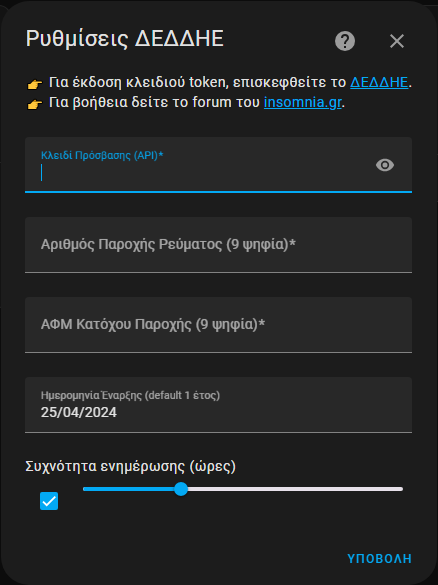 Ρυθμίσεις ΔΕΔΔΗΕ
👉 Για έκδοση κλειδιού token, επισκεφθείτε το ΔΕΔΔΗΕ.
👉 Για βοήθεια δείτε το forum του insomnia.gr.
Κλειδί Πρόσβασης (API)*
Αριθμός Παροχής Ρεύματος (9 ψηφία)*
ΑΦΜ Κατόχου Παροχής (9 ψηφία)*
Ημερομηνία Έναρξης (default 1 έτος)
25/04/2024
Συχνότητα ενημέρωσης (ώρες)
ΥΠΟΒΟΛΗ